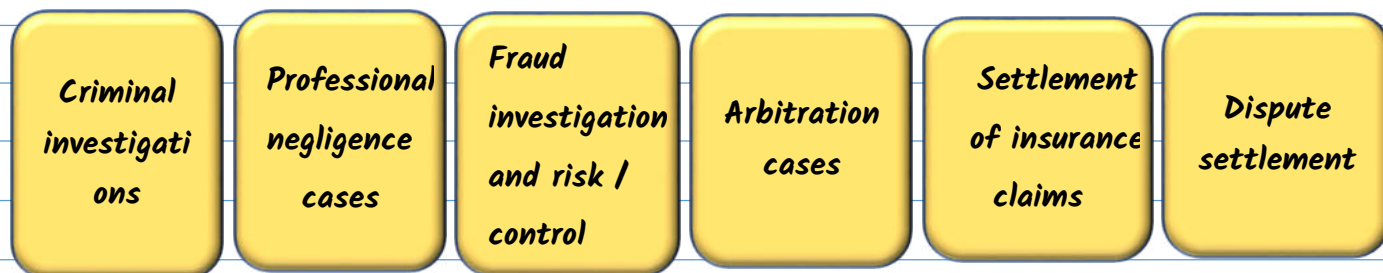 Criminal
investigati
ons
Professional
negligence
cases
Fraud
investigation
and risk /
control
Arbitration
cases
Settlement
of insurance
claims
Dispute
settlement